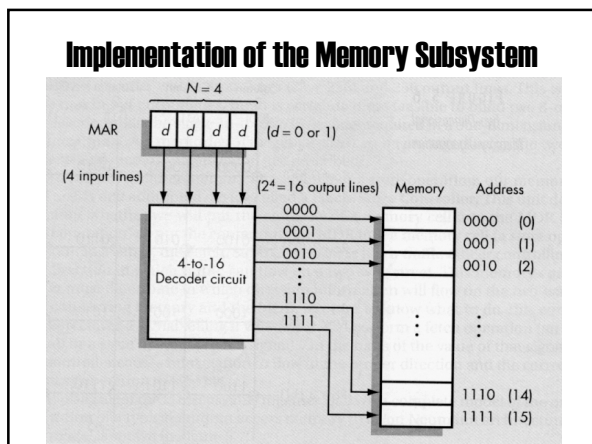 Implementation of the Memory Subsystem
N = 4
MAR d d d d (d = 0 or 1)
(4 input lines) (2⁴ = 16 output lines) Memory Address
4-to-16
Decoder circuit
0000
0001
0010
⋮
1110
1111
0000 (0)
0001 (1)
0010 (2)
⋮ ⋮
1110 (14)
1111 (15)